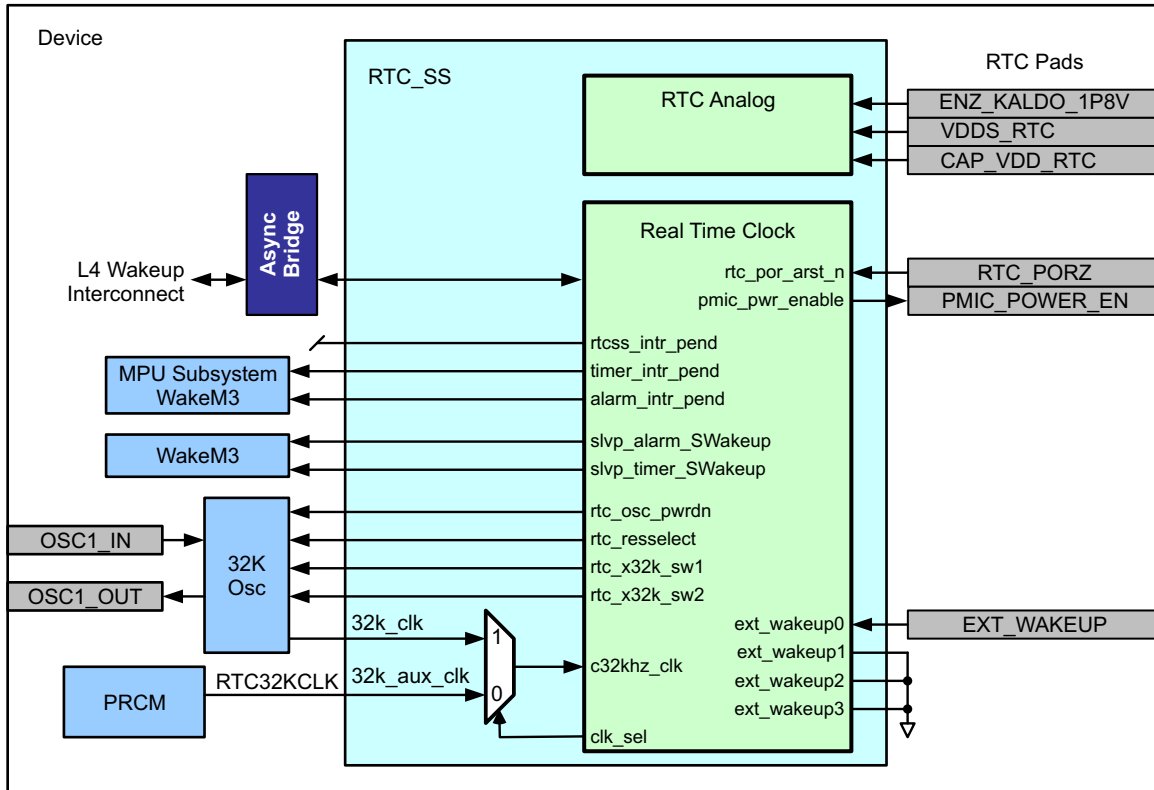 Device
RTC_SS
RTC Pads
RTC Analog
ENZ_KALDO_1P8V
VDDS_RTC
CAP_VDD_RTC
Async
Bridge
L4 Wakeup
Interconnect
Real Time Clock
rtc_por_arst_n
RTC_PORZ
pmic_pwr_enable
PMIC_POWER_EN
rtcss_intr_pend
MPU Subsystem
WakeM3
timer_intr_pend
alarm_intr_pend
WakeM3
slvp_alarm_SWakeup
slvp_timer_SWakeup
OSC1_IN
OSC1_OUT
32K
Osc
rtc_osc_pwrdn
rtc_resselect
rtc_x32k_sw1
rtc_x32k_sw2
32k_clk
1
0
PRCM
RTC32KCLK
32k_aux_clk
c32khz_clk
clk_sel
ext_wakeup0
EXT_WAKEUP
ext_wakeup1
ext_wakeup2
ext_wakeup3